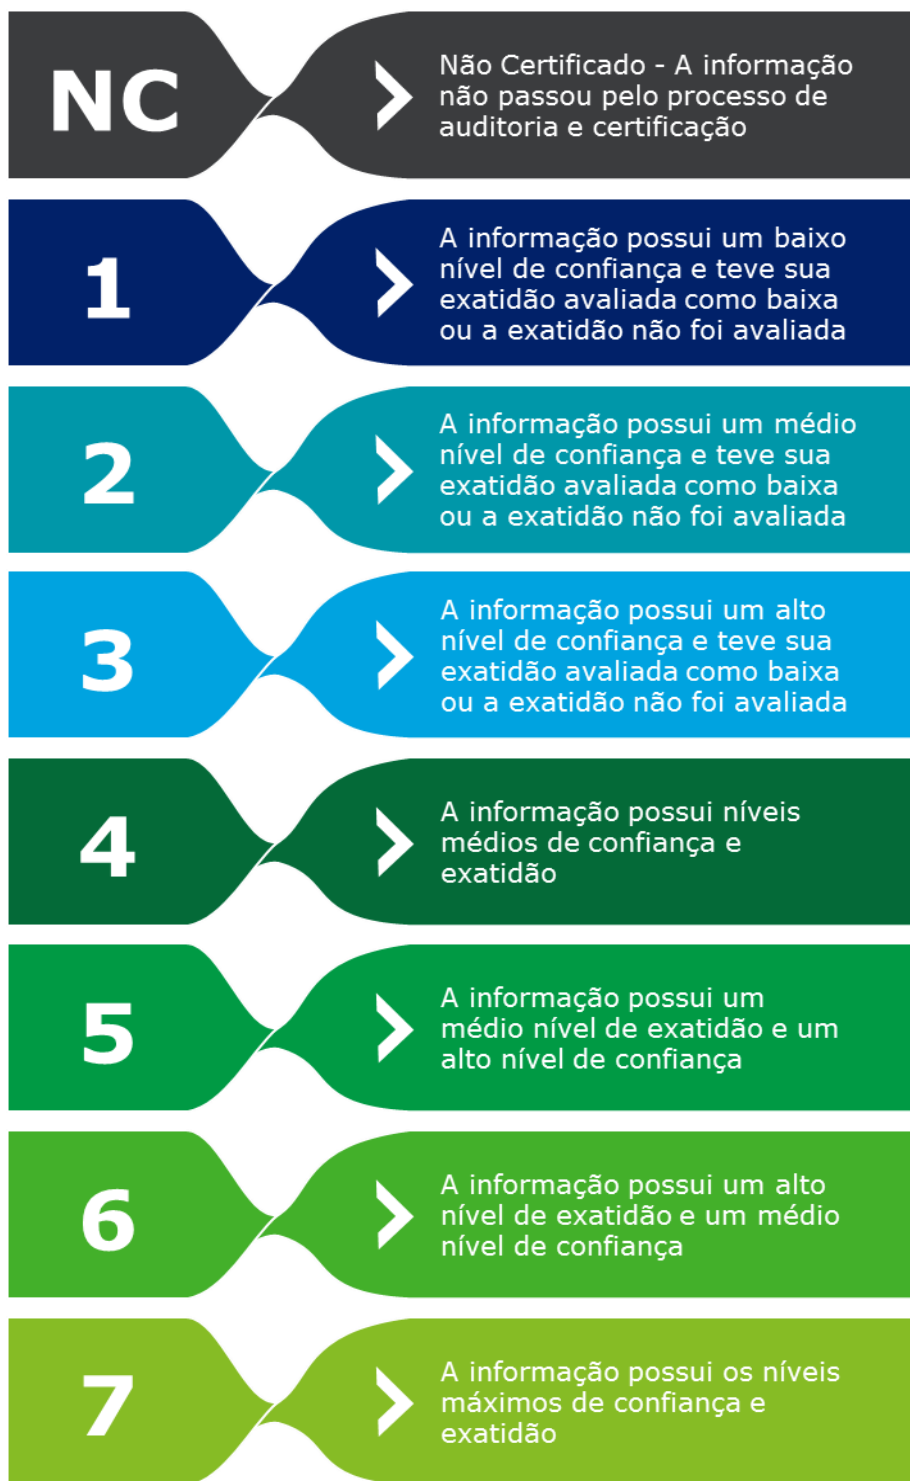 NC
Não Certificado - A informação
não passou pelo processo de
auditoria e certificação
1
A informação possui um baixo
nível de confiança e teve sua
exatidão avaliada como baixa
ou a exatidão não foi avaliada
2
A informação possui um médio
nível de confiança e teve sua
exatidão avaliada como baixa
ou a exatidão não foi avaliada
3
A informação possui um alto
nível de confiança e teve sua
exatidão avaliada como baixa
ou a exatidão não foi avaliada
4
A informação possui níveis
médios de confiança e
exatidão
5
A informação possui um
médio nível de exatidão e um
alto nível de confiança
6
A informação possui um alto
nível de exatidão e um médio
nível de confiança
7
A informação possui os níveis
máximos de confiança e
exatidão